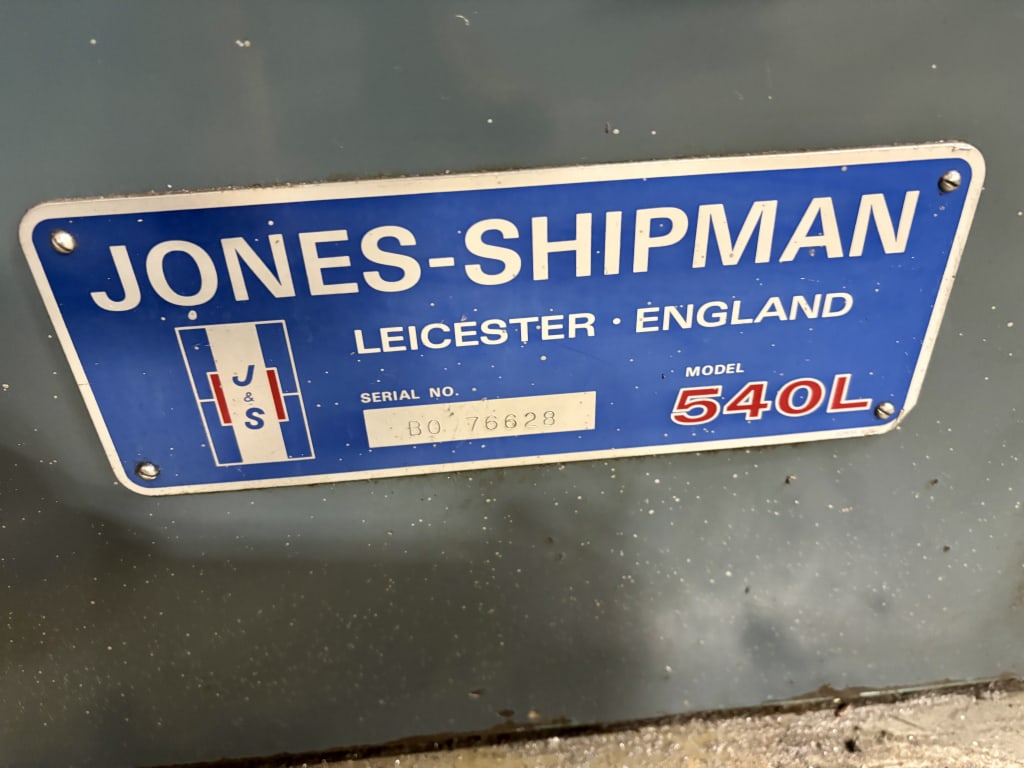 JONES-SHIPMAN
LEICESTER · ENGLAND
J
&
S
SERIAL NO.
BO 76628
MODEL
540L